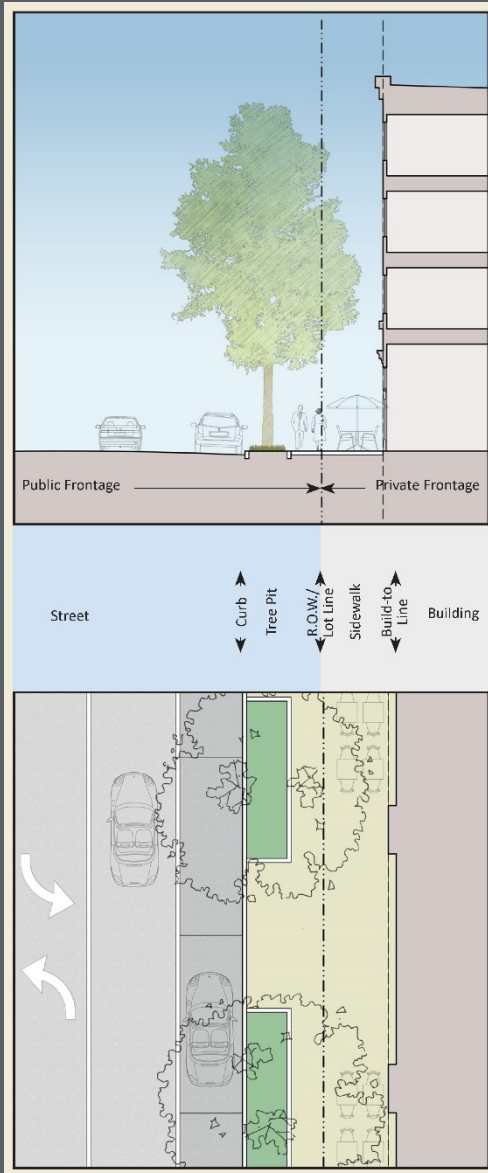 Public Frontage
Private Frontage
Street
Curb
Tree Pit
R.O.W./
Lot Line
Sidewalk
Build-to
Line
Building